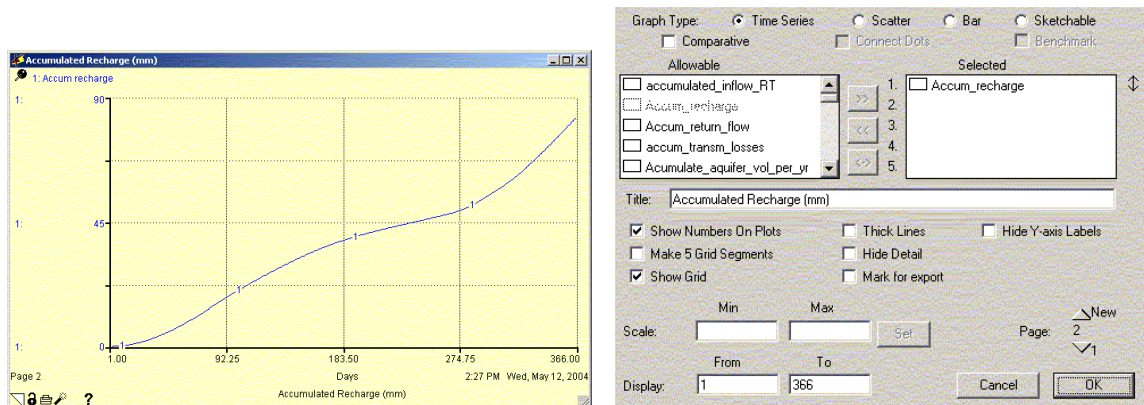 Accumulated Recharge (mm)
1: Accum recharge
1:
90
1:
45
1:
0
1
1
1
1
1.00 92.25 183.50 274.75 366.00
Page 2 Days 2:27 PM Wed, May 12, 2004
Accumulated Recharge (mm)
?
Graph Type: Time Series Scatter Bar Sketchable
Comparative Connect Dots Benchmark
Allowable Selected
accumulated_inflow_RT
Accum_recharge
Accum_return_flow
accum_transm_losses
Acumulate_aquifer_vol_per_yr
>>
<<
<->
1. Accum_recharge
2.
3.
4.
5.
Title: Accumulated Recharge (mm)
Show Numbers On Plots Thick Lines Hide Y-axis Labels
Make 5 Grid Segments Hide Detail
Show Grid Mark for export
Min Max
Scale: Set
Page: 2
New
1
From To
Display: 1 366
Cancel OK